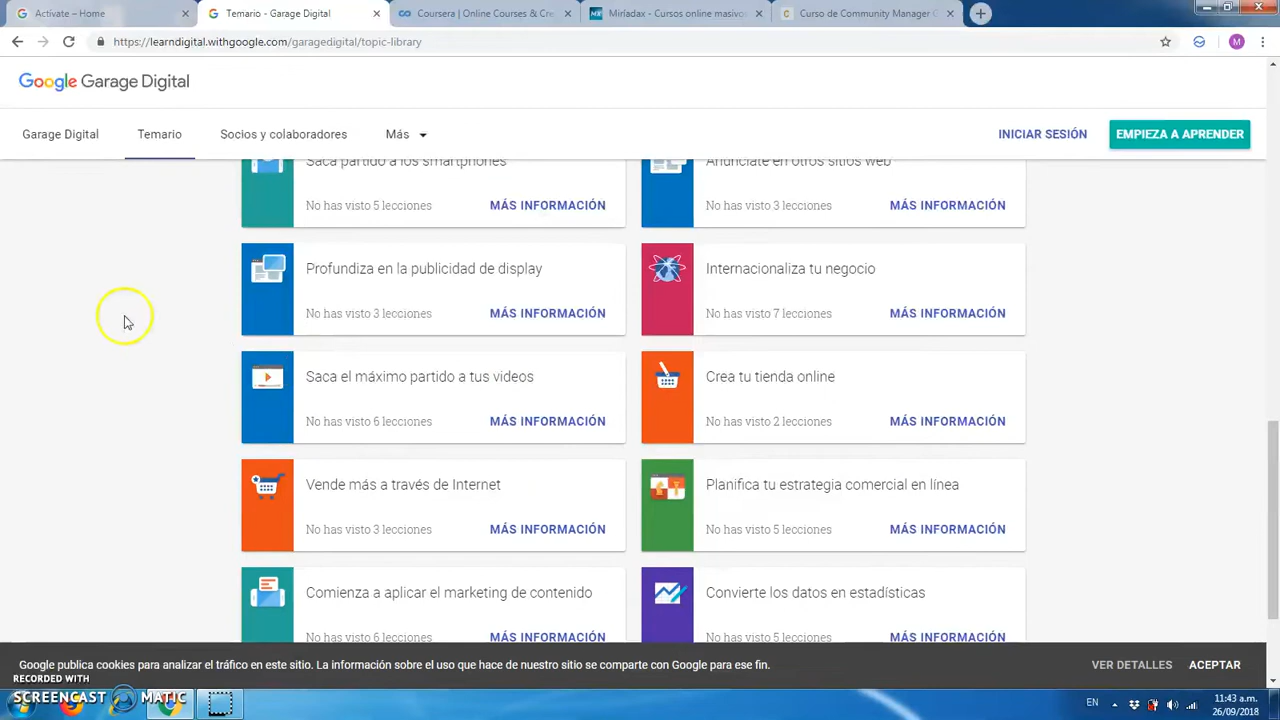 Actívate – Home
Temario - Garage Digital
Coursera | Online Courses & Cre
Miríadax - Cursos online masivo
Curso de Community Manager G
https://learndigital.withgoogle.com/garagedigital/topic-library
M
Google Garage Digital
Garage Digital
Temario
Socios y colaboradores
Más
INICIAR SESIÓN
EMPIEZA A APRENDER
Saca partido a los smartphones
No has visto 5 lecciones
MÁS INFORMACIÓN
Anúnciate en otros sitios web
No has visto 3 lecciones
MÁS INFORMACIÓN
Profundiza en la publicidad de display
No has visto 3 lecciones
MÁS INFORMACIÓN
Internacionaliza tu negocio
No has visto 7 lecciones
MÁS INFORMACIÓN
Saca el máximo partido a tus videos
No has visto 6 lecciones
MÁS INFORMACIÓN
Crea tu tienda online
No has visto 2 lecciones
MÁS INFORMACIÓN
Vende más a través de Internet
No has visto 3 lecciones
MÁS INFORMACIÓN
Planifica tu estrategia comercial en línea
No has visto 5 lecciones
MÁS INFORMACIÓN
Comienza a aplicar el marketing de contenido
No has visto 6 lecciones
MÁS INFORMACIÓN
Convierte los datos en estadísticas
No has visto 5 lecciones
MÁS INFORMACIÓN
Google publica cookies para analizar el tráfico en este sitio. La información sobre el uso que hace de nuestro sitio se comparte con Google para ese fin.
VER DETALLES
ACEPTAR
RECORDED WITH
SCREENCAST MATIC
EN
11:43 a.m.
26/09/2018